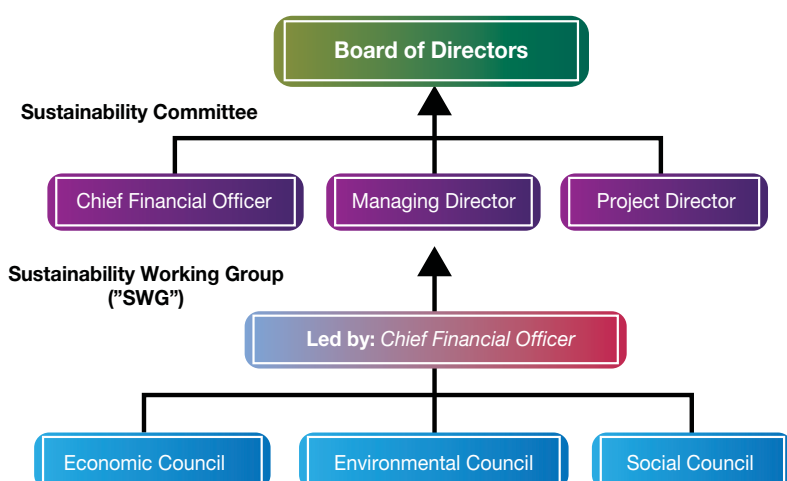 Board of Directors
Sustainability Committee
Chief Financial Officer
Managing Director
Project Director
Sustainability Working Group
(”SWG”)
Led by: Chief Financial Officer
Economic Council
Environmental Council
Social Council